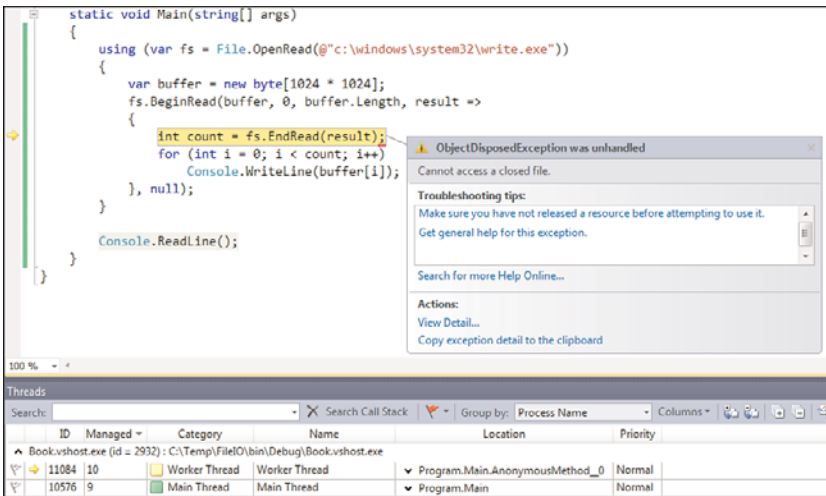 static void Main(string[] args)
{
using (var fs = File.OpenRead(@"c:\windows\system32\write.exe"))
{
var buffer = new byte[1024 * 1024];
fs.BeginRead(buffer, 0, buffer.Length, result =>
{
int count = fs.EndRead(result);
for (int i = 0; i < count; i++)
Console.WriteLine(buffer[i]);
}, null);
}
Console.ReadLine();
}
}
ObjectDisposedException was unhandled
Cannot access a closed file.
Troubleshooting tips:
Make sure you have not released a resource before attempting to use it.
Get general help for this exception.
Search for more Help Online...
Actions:
View Detail...
Copy exception detail to the clipboard
100 %
Threads
Search: Search Call Stack Group by: Process Name Columns
ID Managed Category Name Location Priority
Book.vshost.exe (id = 2932) : C:\Temp\FileIO\bin\Debug\Book.vshost.exe
11084 10 Worker Thread Worker Thread Program.Main.AnonymousMethod__0 Normal
10576 9 Main Thread Main Thread Program.Main Normal